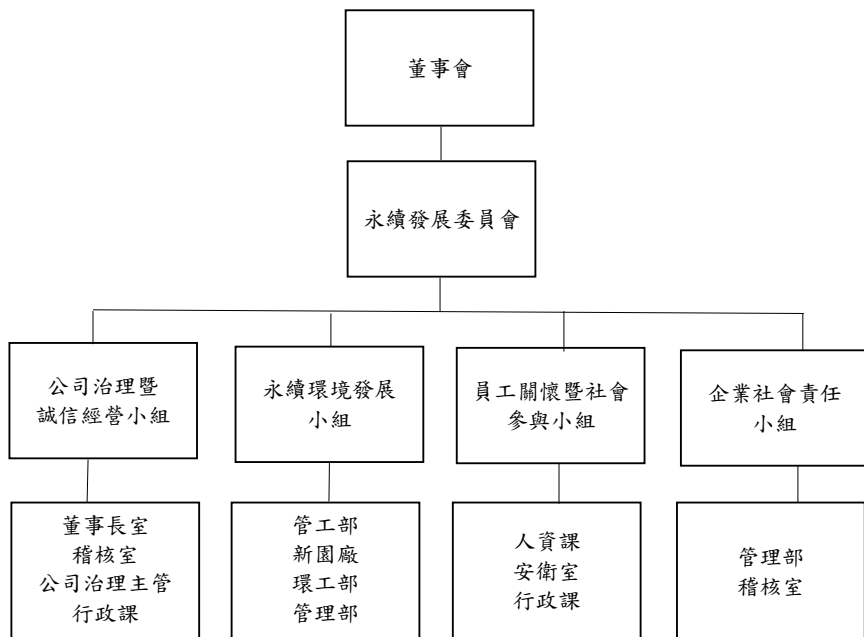 董事會
永續發展委員會
公司治理暨
誠信經營小組
永續環境發展
小組
員工關懷暨社會
參與小組
企業社會責任
小組
董事長室
稽核室
公司治理主管
行政課
管工部
新園廠
環工部
管理部
人資課
安衛室
行政課
管理部
稽核室